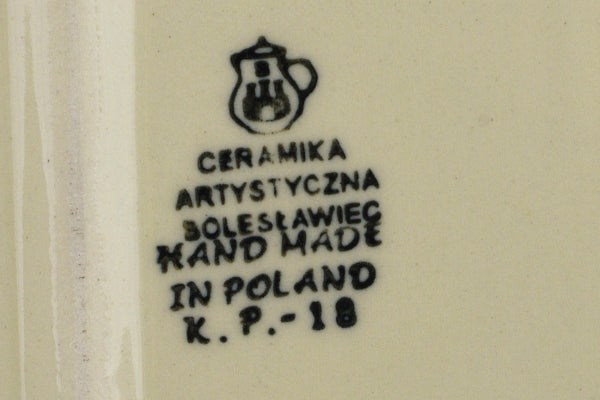 B
CERAMIKA
ARTYSTYCZNA
BOLESŁAWIEC
HAND MADE
IN POLAND
K. P.-18